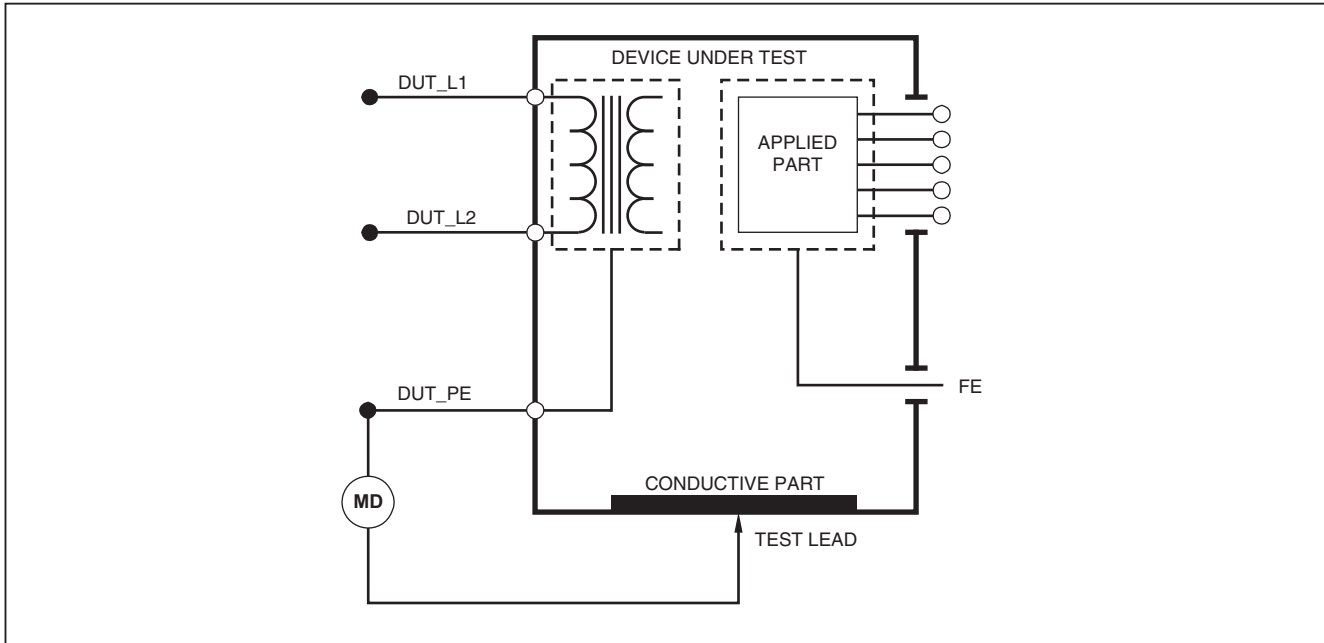 DEVICE UNDER TEST
DUT_L1
APPLIED
PART
DUT_L2
DUT_PE
FE
MD
CONDUCTIVE PART
TEST LEAD